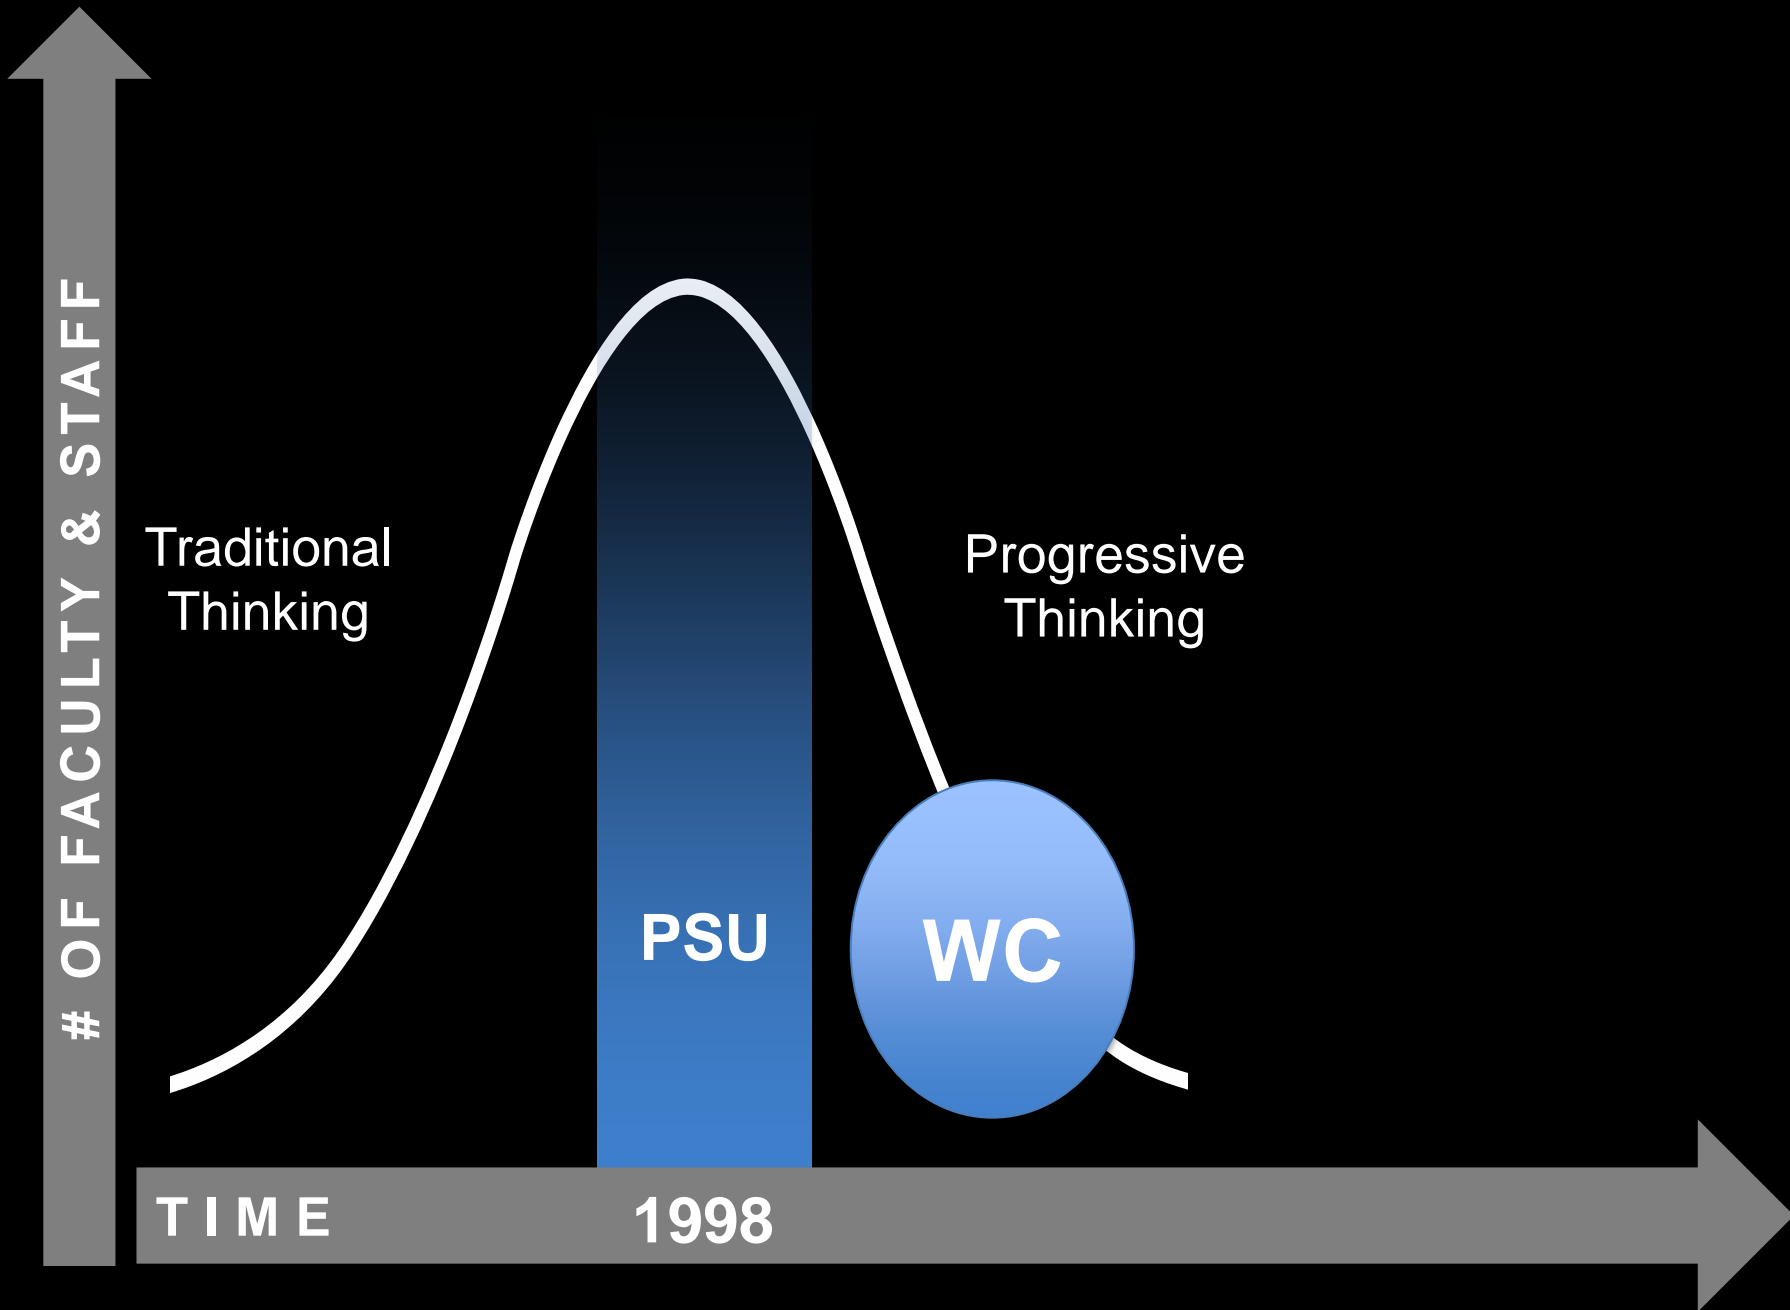 # OF FACULTY & STAFF
Traditional
Thinking
Progressive
Thinking
PSU
WC
TIME
1998